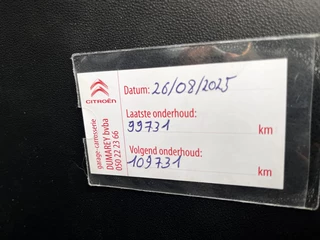 CITROËN
garage-carrosserie
DUMAREY bvba
050 22 23 66
Datum: 26/08/2025
Laatste onderhoud:
99731 km
Volgend onderhoud:
109731 km